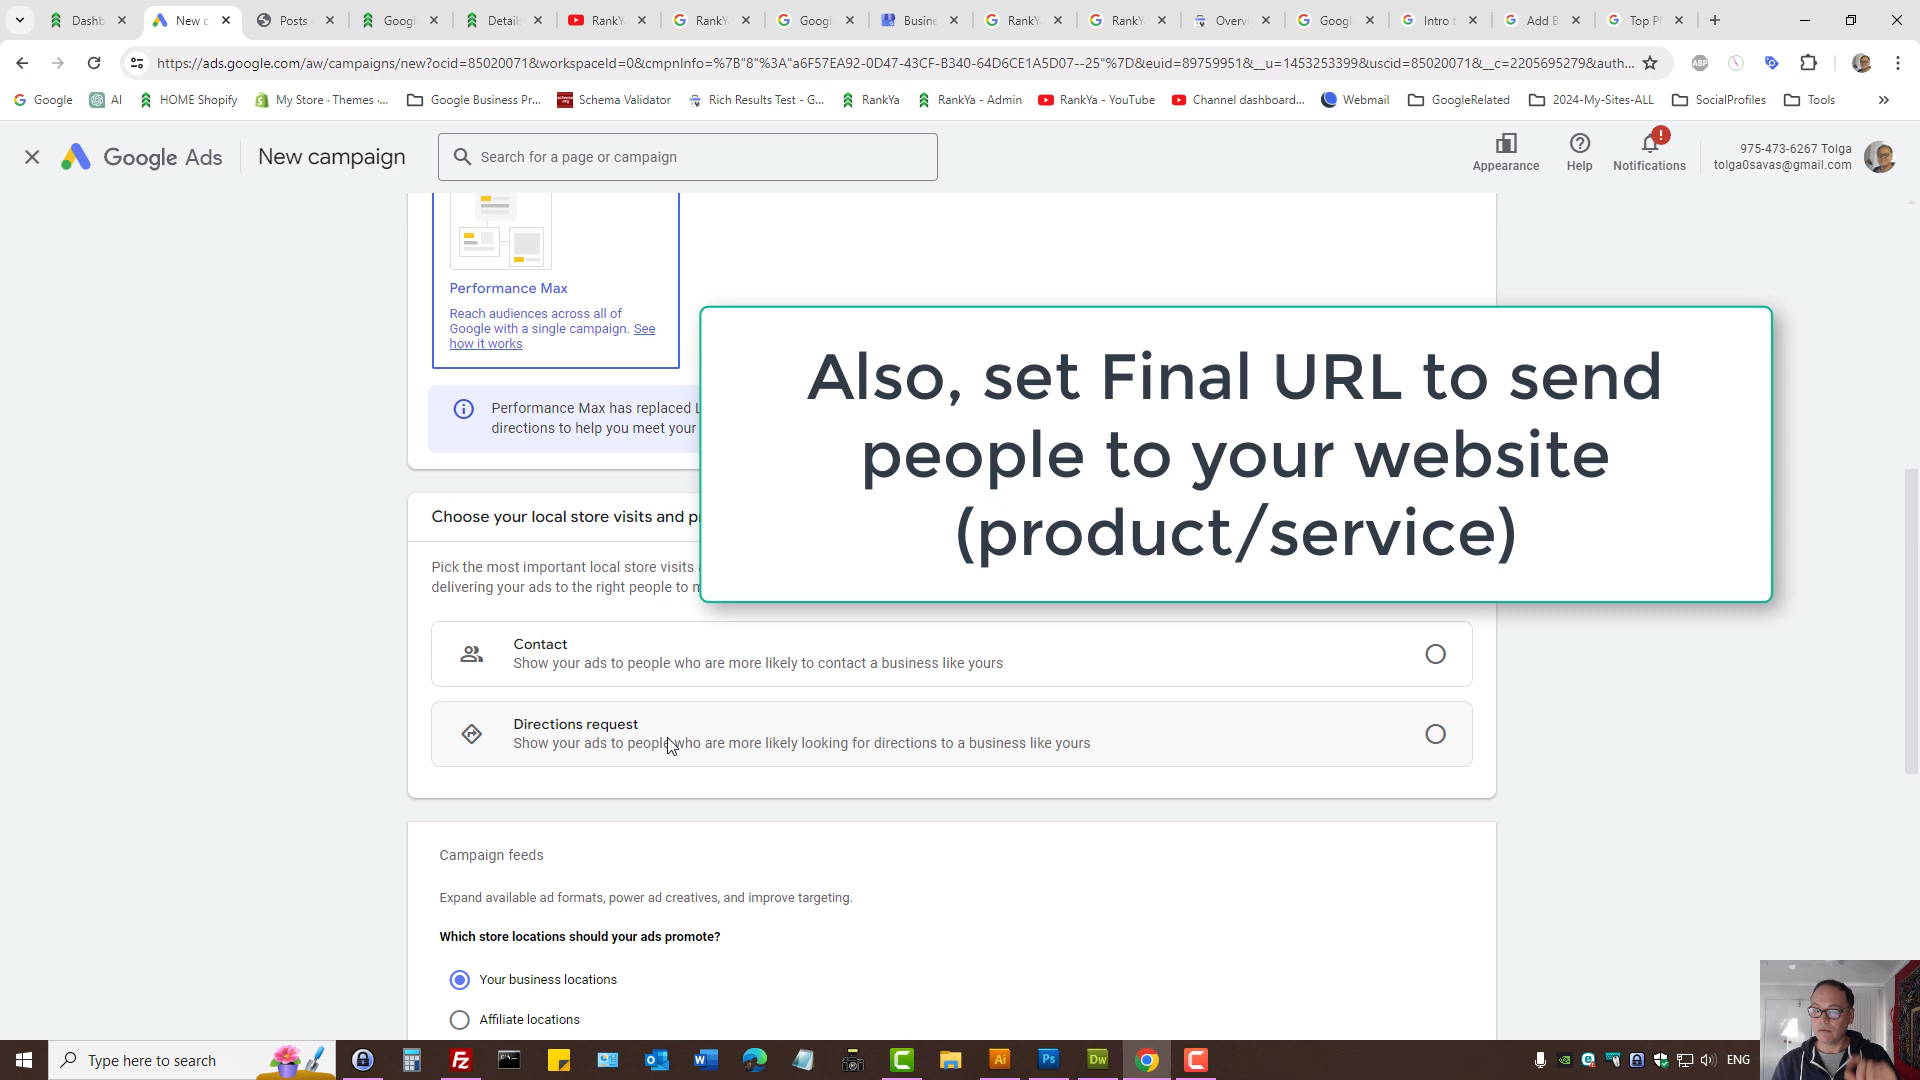 Dashb
New c
Posts
Googl
Detail
RankY
RankY
Googl
Busine
RankY
RankY
Overvi
Googl
Intro t
Add B
Top P
https://ads.google.com/aw/campaigns/new?ocid=85020071&workspaceId=0&cmpnInfo=%7B"8"%3A"a6F57EA92-0D47-43CF-B340-64D6CE1A5D07--25"%7D&euid=89759951&__u=1453253399&uscid=85020071&__c=2205695279&auth...
ABP
Google
AI
HOME Shopify
My Store · Themes ·...
Google Business Pr...
Schema Validator
Rich Results Test - G...
RankYa
RankYa - Admin
RankYa - YouTube
Channel dashboard...
Webmail
GoogleRelated
2024-My-Sites-ALL
SocialProfiles
Tools
Google Ads
New campaign
Search for a page or campaign
Appearance
Help
Notifications
975-473-6267 Tolga
tolga0savas@gmail.com
Performance Max
Reach audiences across all of
Google with a single campaign. See
how it works
Performance Max has replaced L
directions to help you meet your
Also, set Final URL to send
people to your website
(product/service)
Choose your local store visits and p
Pick the most important local store visits
delivering your ads to the right people to
Contact
Show your ads to people who are more likely to contact a business like yours
Directions request
Show your ads to people who are more likely looking for directions to a business like yours
Campaign feeds
Expand available ad formats, power ad creatives, and improve targeting.
Which store locations should your ads promote?
Your business locations
Affiliate locations
Type here to search
Ai
Ps
Dw
ENG